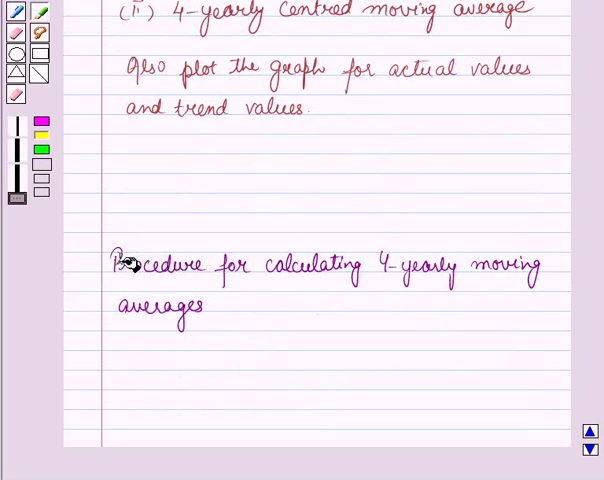 (ii) 4-yearly Centred moving average
Also plot the graph for actual values
and trend values.
Procedure for calculating 4-yearly moving
averages